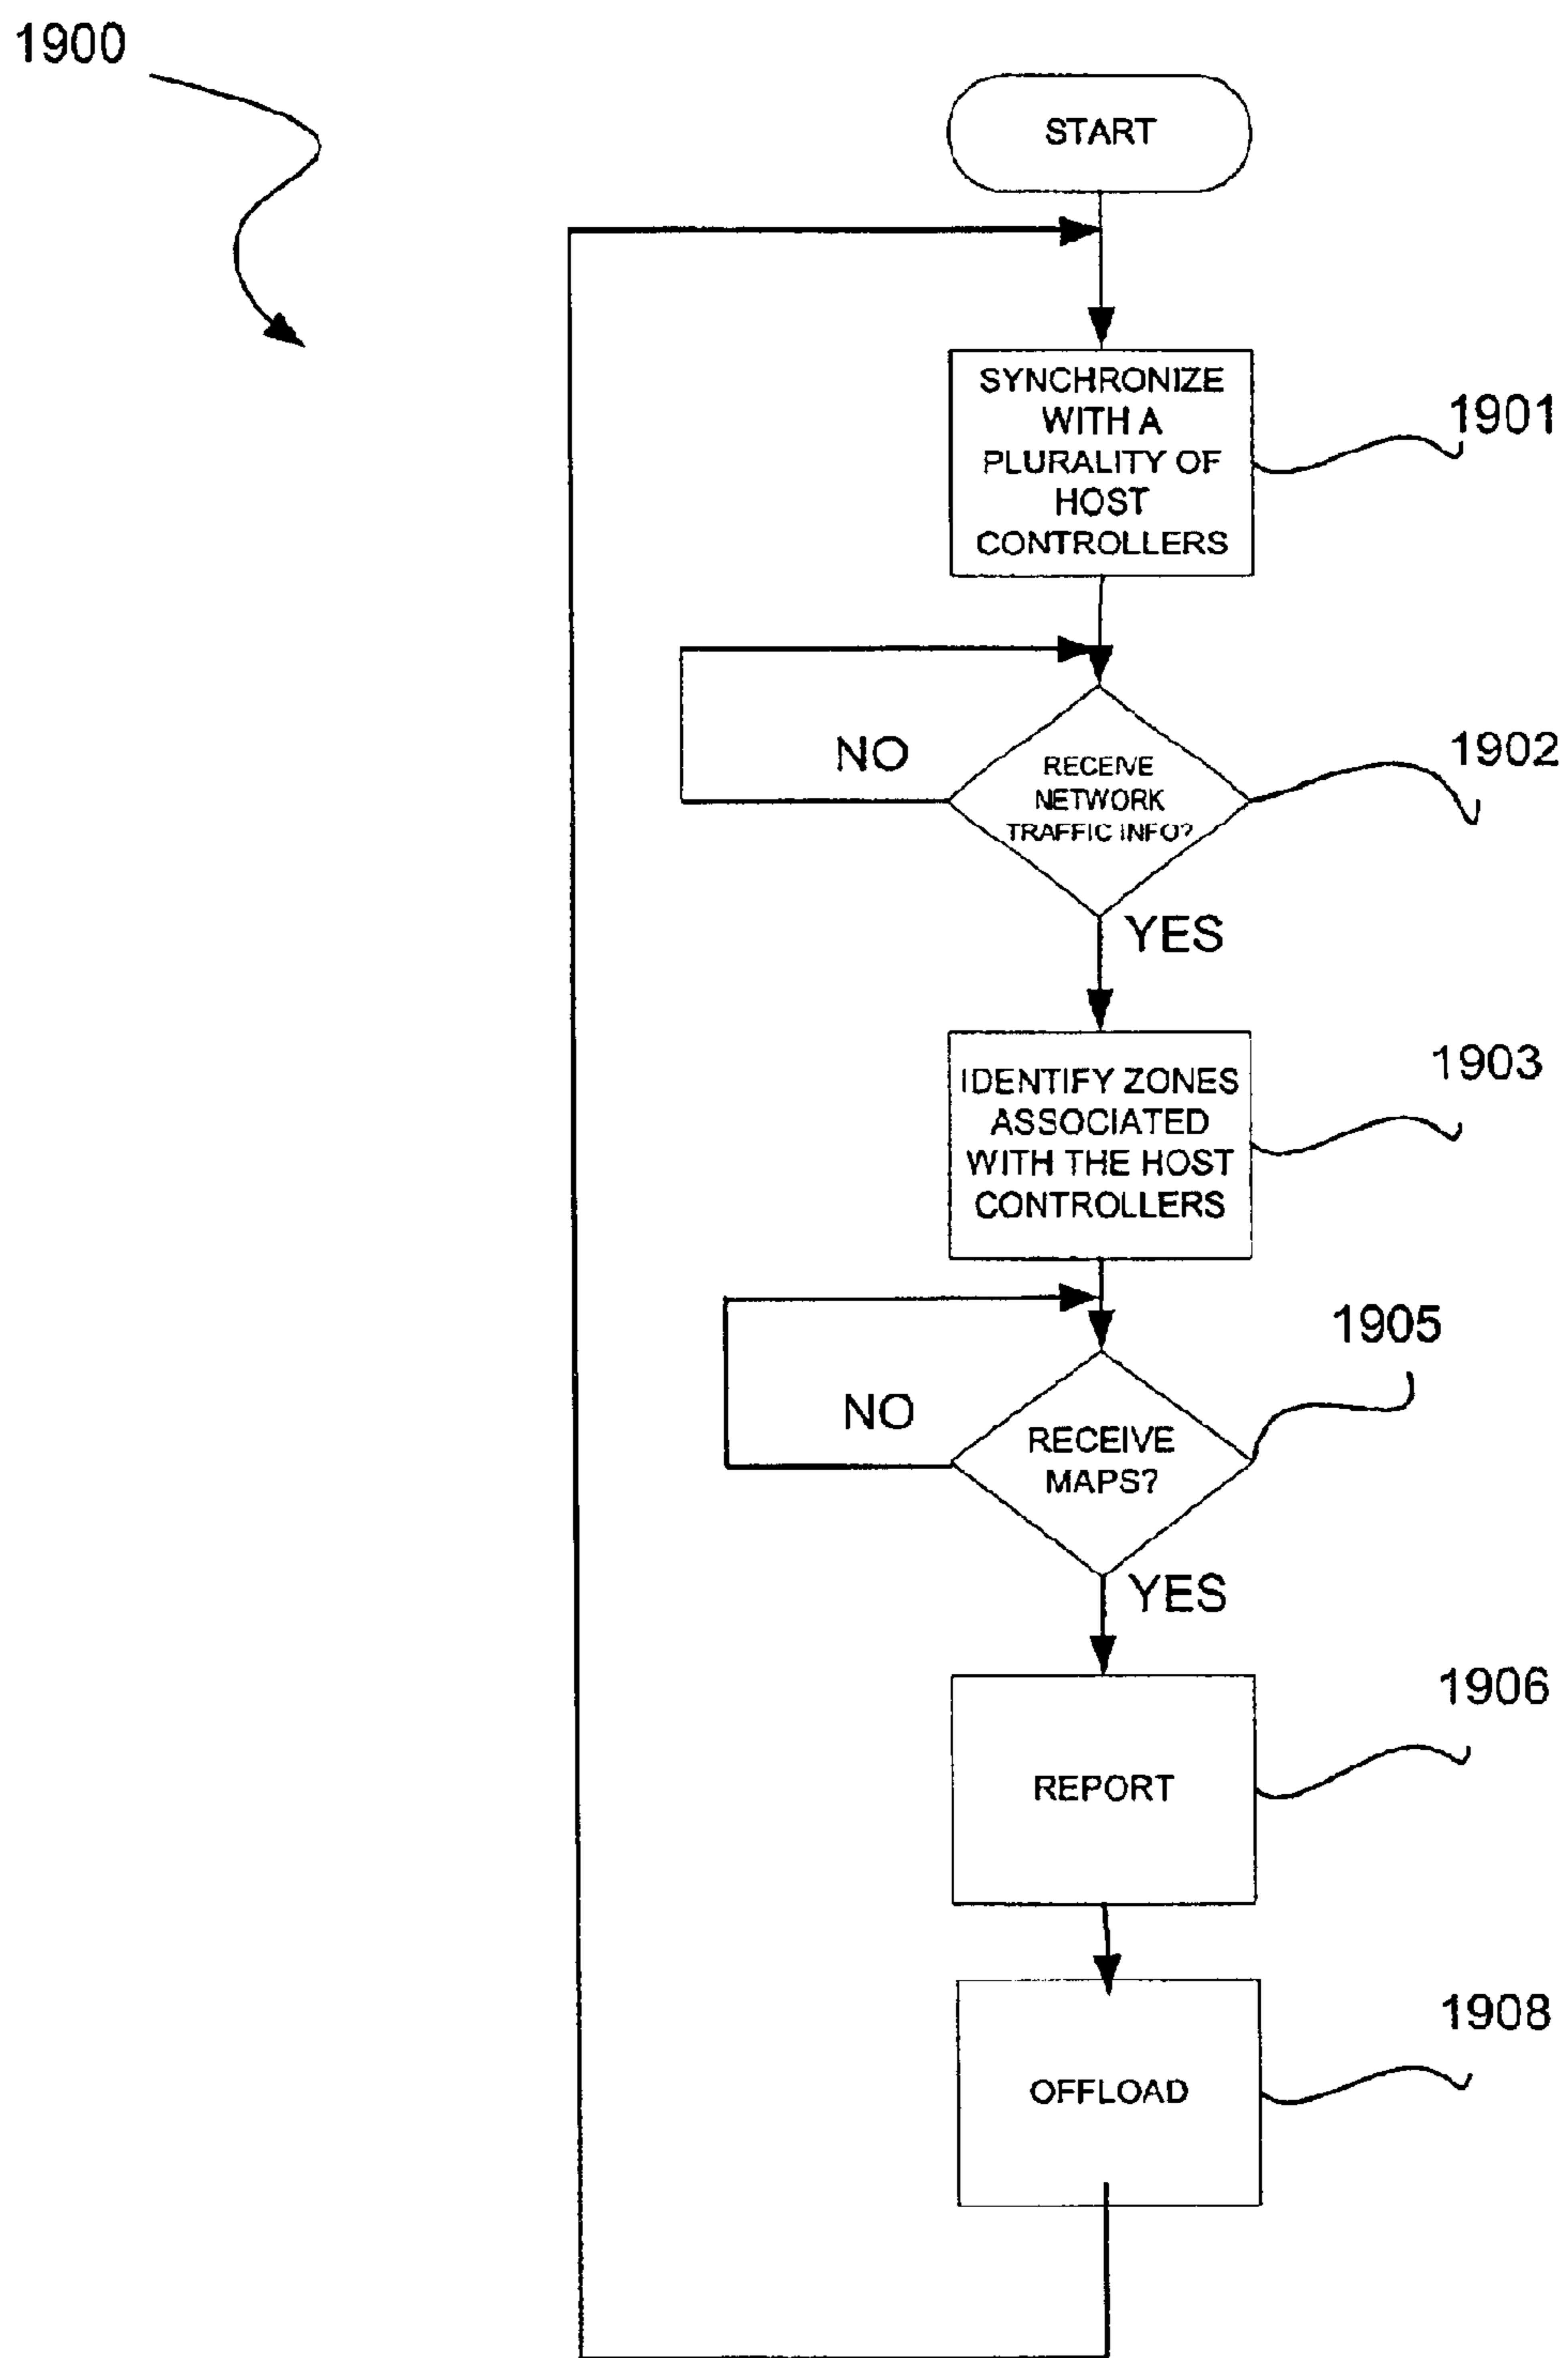 1900
START
SYNCHRONIZE
WITH A
PLURALITY OF
HOST
CONTROLLERS
1901
NO
RECEIVE
NETWORK
TRAFFIC INFO?
1902
YES
IDENTIFY ZONES
ASSOCIATED
WITH THE HOST
CONTROLLERS
1903
NO
RECEIVE
MAPS?
1905
YES
REPORT
1906
OFFLOAD
1908